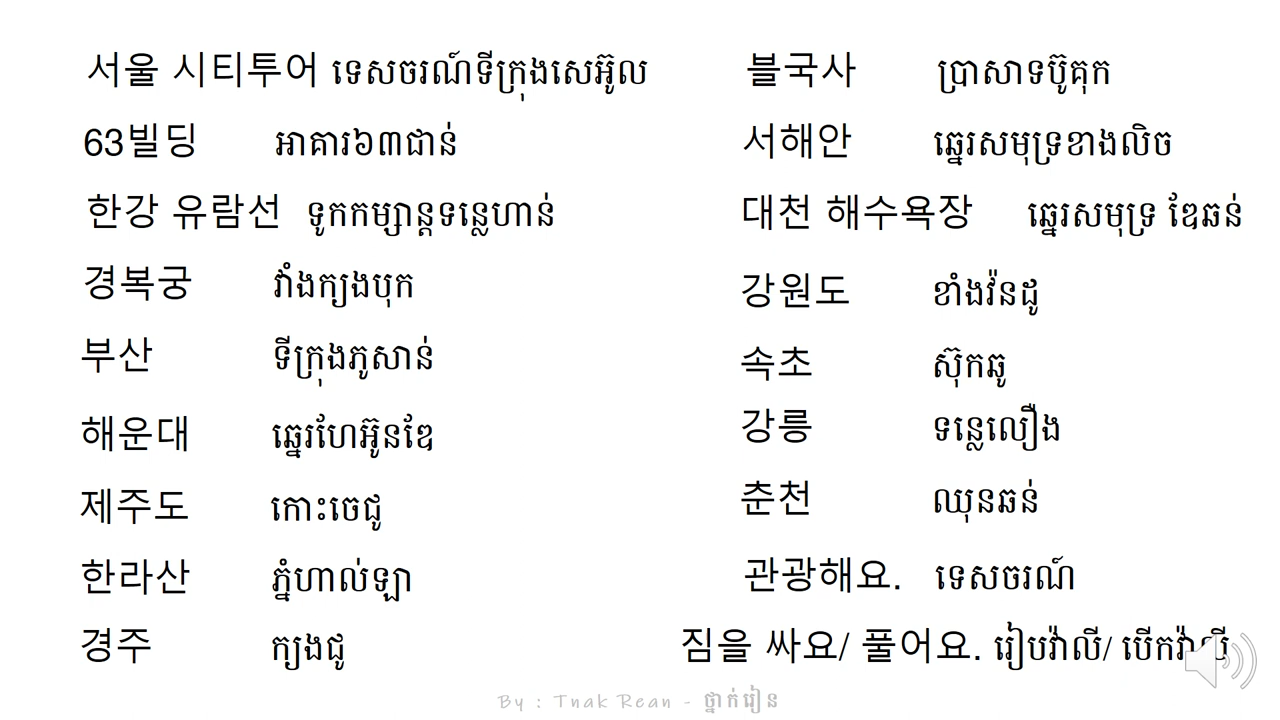 서울 시티투어 ទេសចរណ៍ទីក្រុងសេអ៊ូល
63빌딩 អាគារ៦៣ជាន់
한강 유람선 ទូកកម្សាន្តទន្លេហាន់
경복궁 វាំងក្យងបុក
부산 ទីក្រុងភូសាន់
해운대 ឆ្នេរហែអ៊ូនឌែ
제주도 កោះចេជូ
한라산 ភ្នំហាល់ឡា
경주 ក្យងជូ
불국사 ប្រាសាទប៊ូគុក
서해안 ឆ្នេរសមុទ្រខាងលិច
대천 해수욕장 ឆ្នេរសមុទ្រ ឌែឆន់
강원도 ខាំងវ៉នដូ
속초 ស៊ុកឆូ
강릉 ទន្លេលឿង
춘천 ឈុនឆន់
관광해요. ទេសចរណ៍
짐을 싸요/ 풀어요. រៀបវ៉ាលី/ បើកវ៉ាលី
By : Tnak Rean - ថ្នាក់រៀន